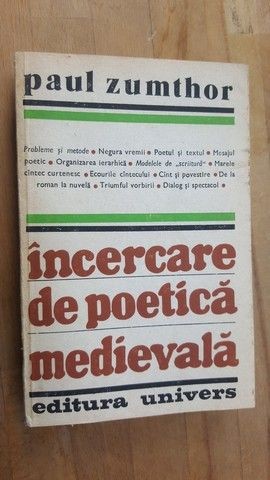 paul zumthor
Probleme și metode • Negura vremii • Poetul și textul • Mesajul
poetic • Organizarea ierarhică • Modelele de „scriitură” • Marele
cîntec curtenesc • Ecourile cîntecului • Cînt și povestire • De la
roman la nuvelă • Triumful vorbirii • Dialog și spectacol •
încercare
de poetică
medievală
editura univers